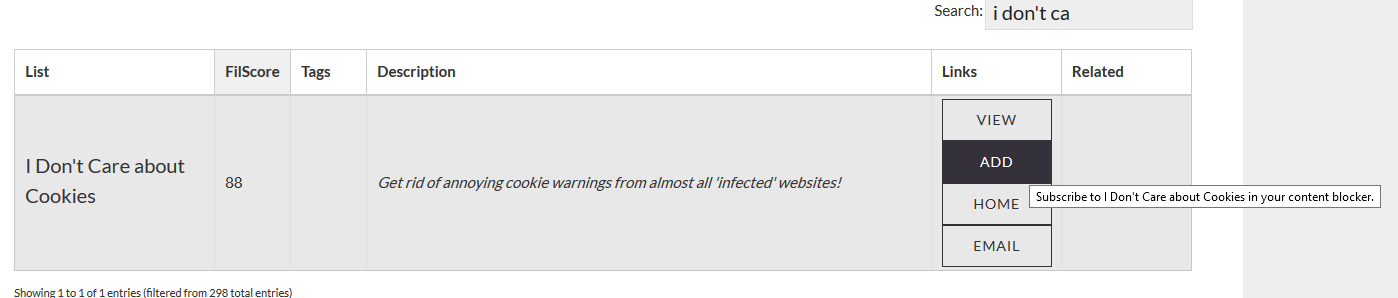 Search: i don't ca
List FilScore Tags Description Links Related
VIEW
I Don't Care about
Cookies
88
Get rid of annoying cookie warnings from almost all 'infected' websites!
ADD
Subscribe to I Don't Care about Cookies in your content blocker.
HOME
EMAIL
Showing 1 to 1 of 1 entries (filtered from 298 total entries)